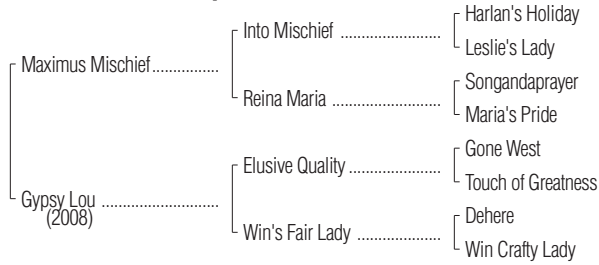 Harlan's Holiday
Into Mischief ..................
Leslie's Lady
Maximus Mischief................
Songandaprayer
Reina Maria ....................
Maria's Pride
Gone West
Elusive Quality .................
Touch of Greatness
Gypsy Lou .......................
(2008)
Dehere
Win's Fair Lady ................
Win Crafty Lady